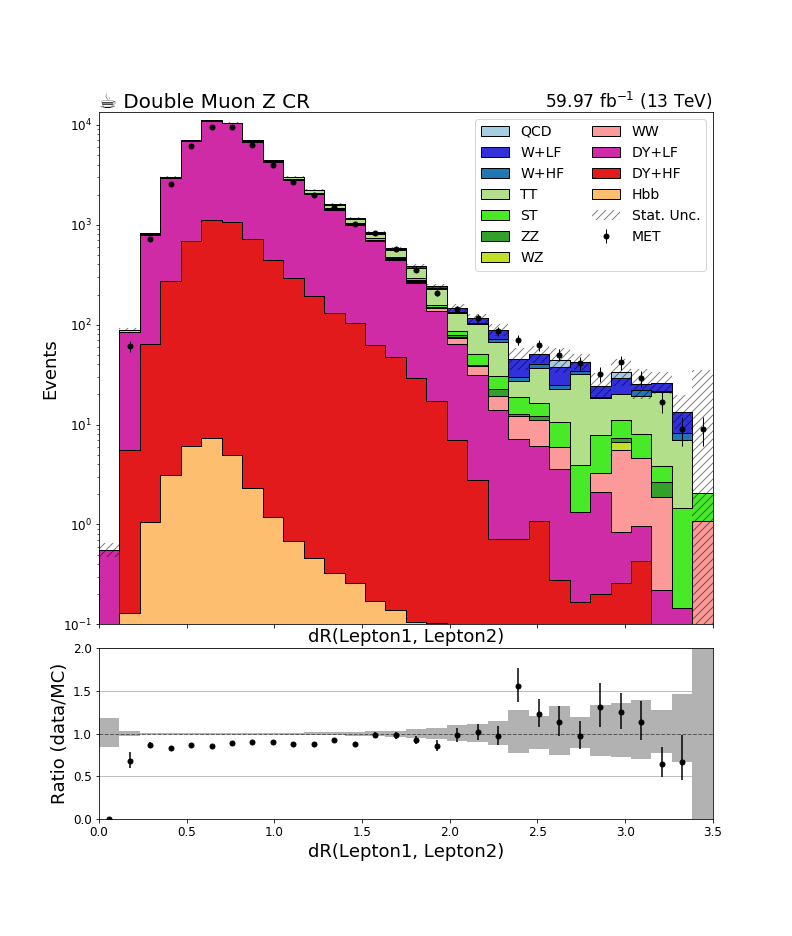 ☕ Double Muon Z CR 59.97 fb⁻¹ (13 TeV)
QCD WW
W+LF DY+LF
W+HF DY+HF
TT Hbb
ST Stat. Unc.
ZZ MET
WZ
Events
10⁴
10³
10²
10¹
10⁰
10⁻¹
dR(Lepton1, Lepton2)
Ratio (data/MC)
2.0
1.5
1.0
0.5
0.0
0.0 0.5 1.0 1.5 2.0 2.5 3.0 3.5
dR(Lepton1, Lepton2)